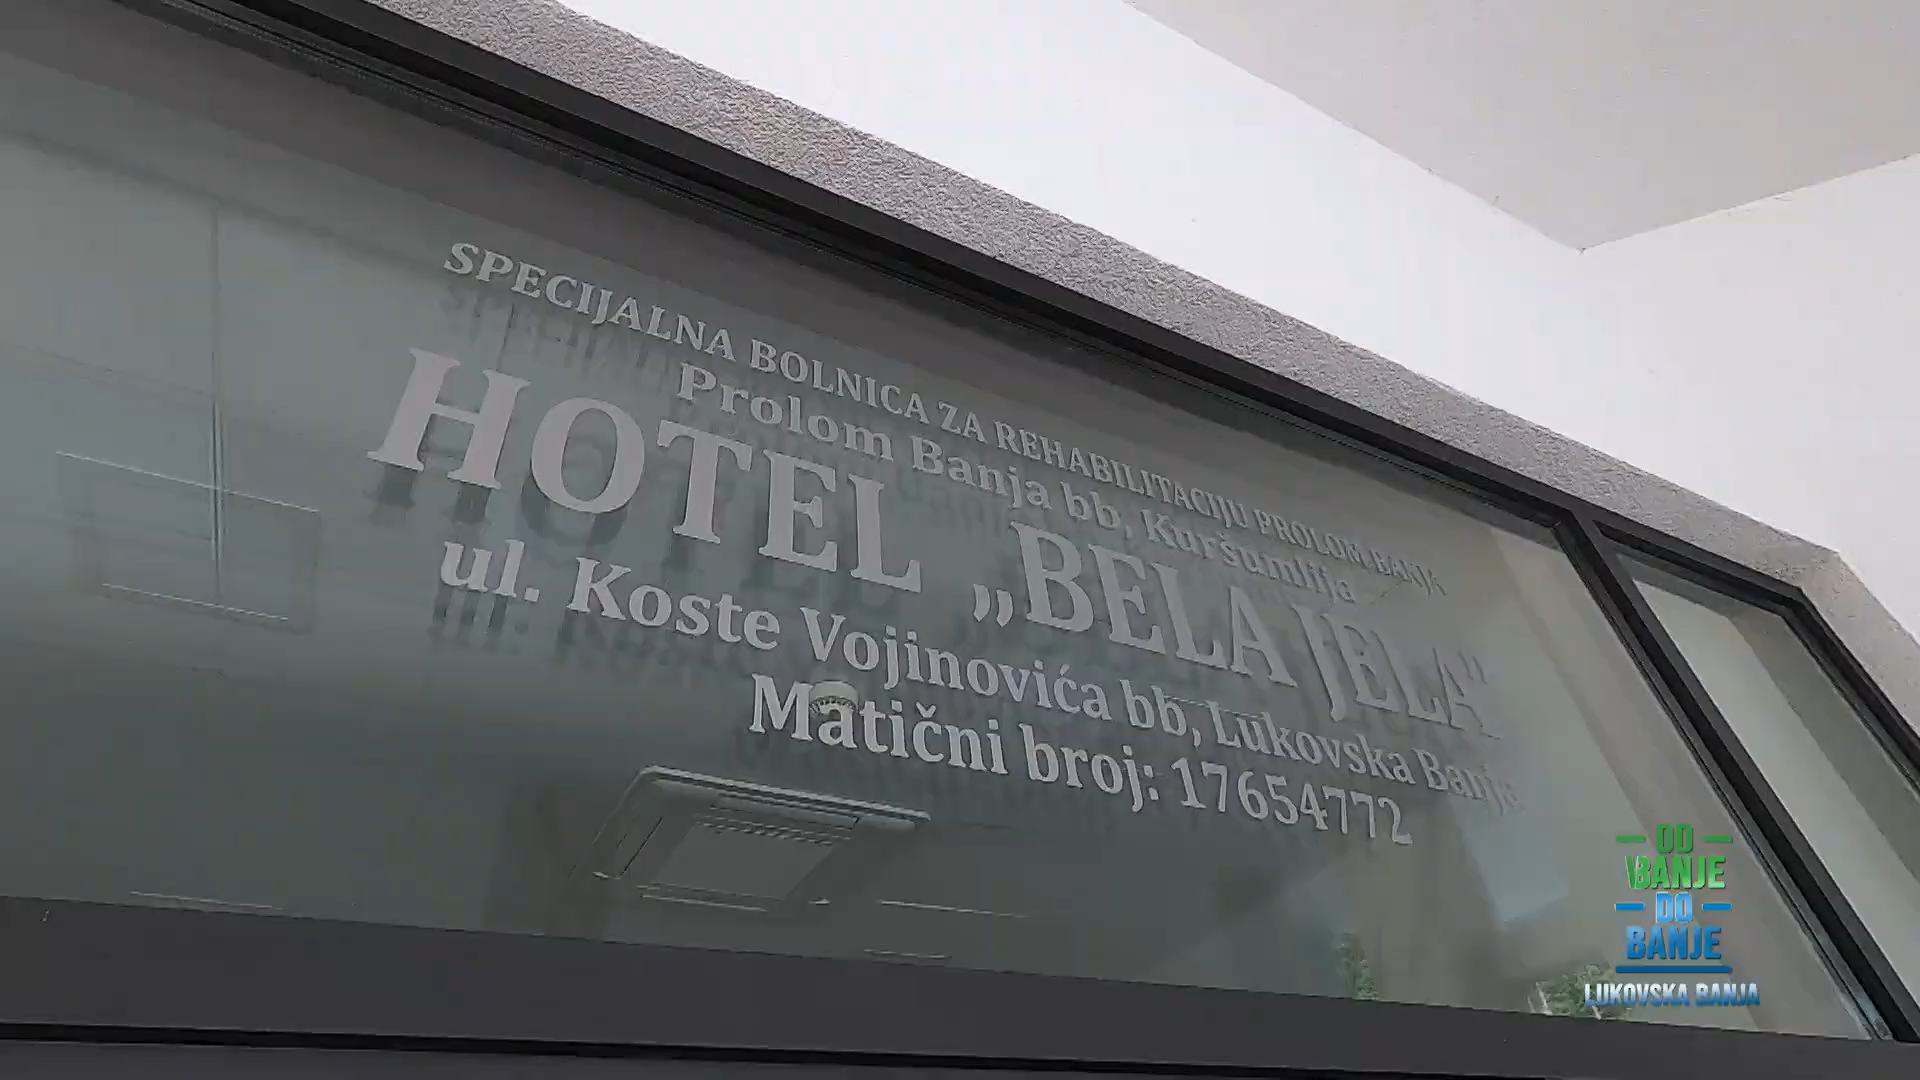 SPECIJALNA BOLNICA ZA REHABILITACIJU PROLOM BANJA
Prolom Banja bb, Kuršumlija
HOTEL „BELA JELA"
ul. Koste Vojinovića bb, Lukovska Banja
Matični broj: 17654772
OD
BANJE
DO
BANJE
LUKOVSKA BANJA